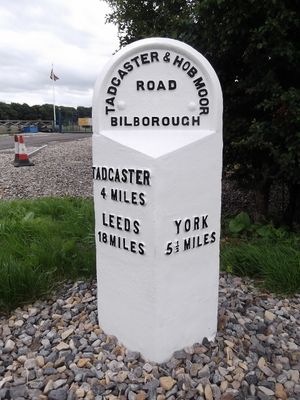 TADCASTER & HOB MOOR
ROAD
BILBOROUGH
TADCASTER
4 MILES
LEEDS
18 MILES
YORK
5½ MILES